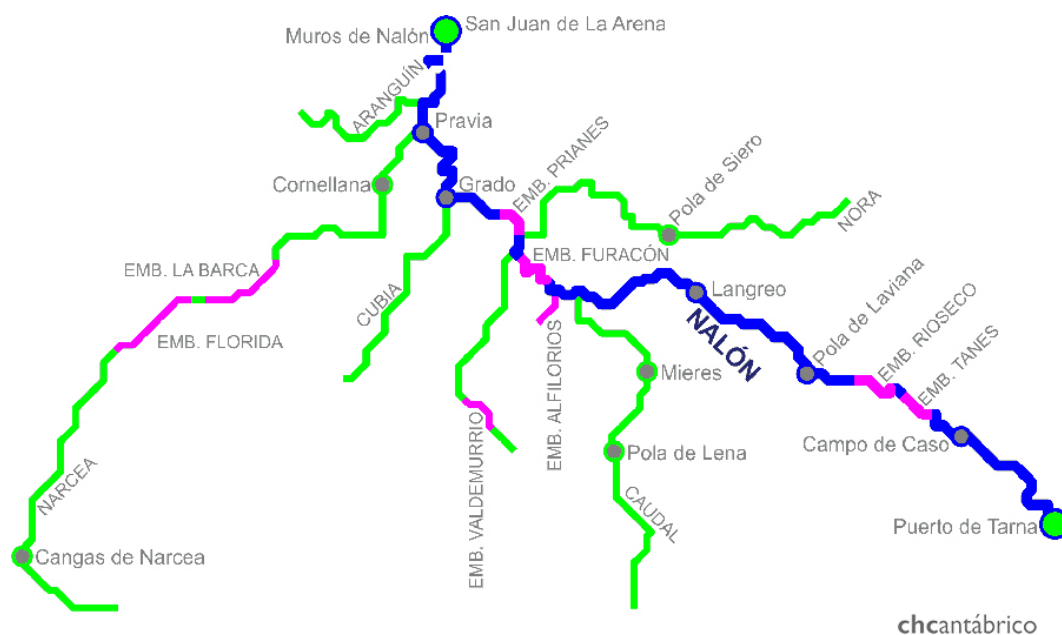 San Juan de La Arena
Muros de Nalón
ARANGUÍN
Pravia
EMB. PRIANES
Pola de Siero
Cornellana
Grado
NORA
EMB. LA BARCA
EMB. FURACÓN
CUBIA
Langreo
Pola de Laviana
EMB. RIOSECO
EMB. FLORIDA
NALÓN
EMB. TANES
Mieres
EMB. ALFILORIOS
EMB. VALDEMURRIO
Campo de Caso
Pola de Lena
NARCEA
CAUDAL
Puerto de Tarna
Cangas de Narcea
chcantábrico